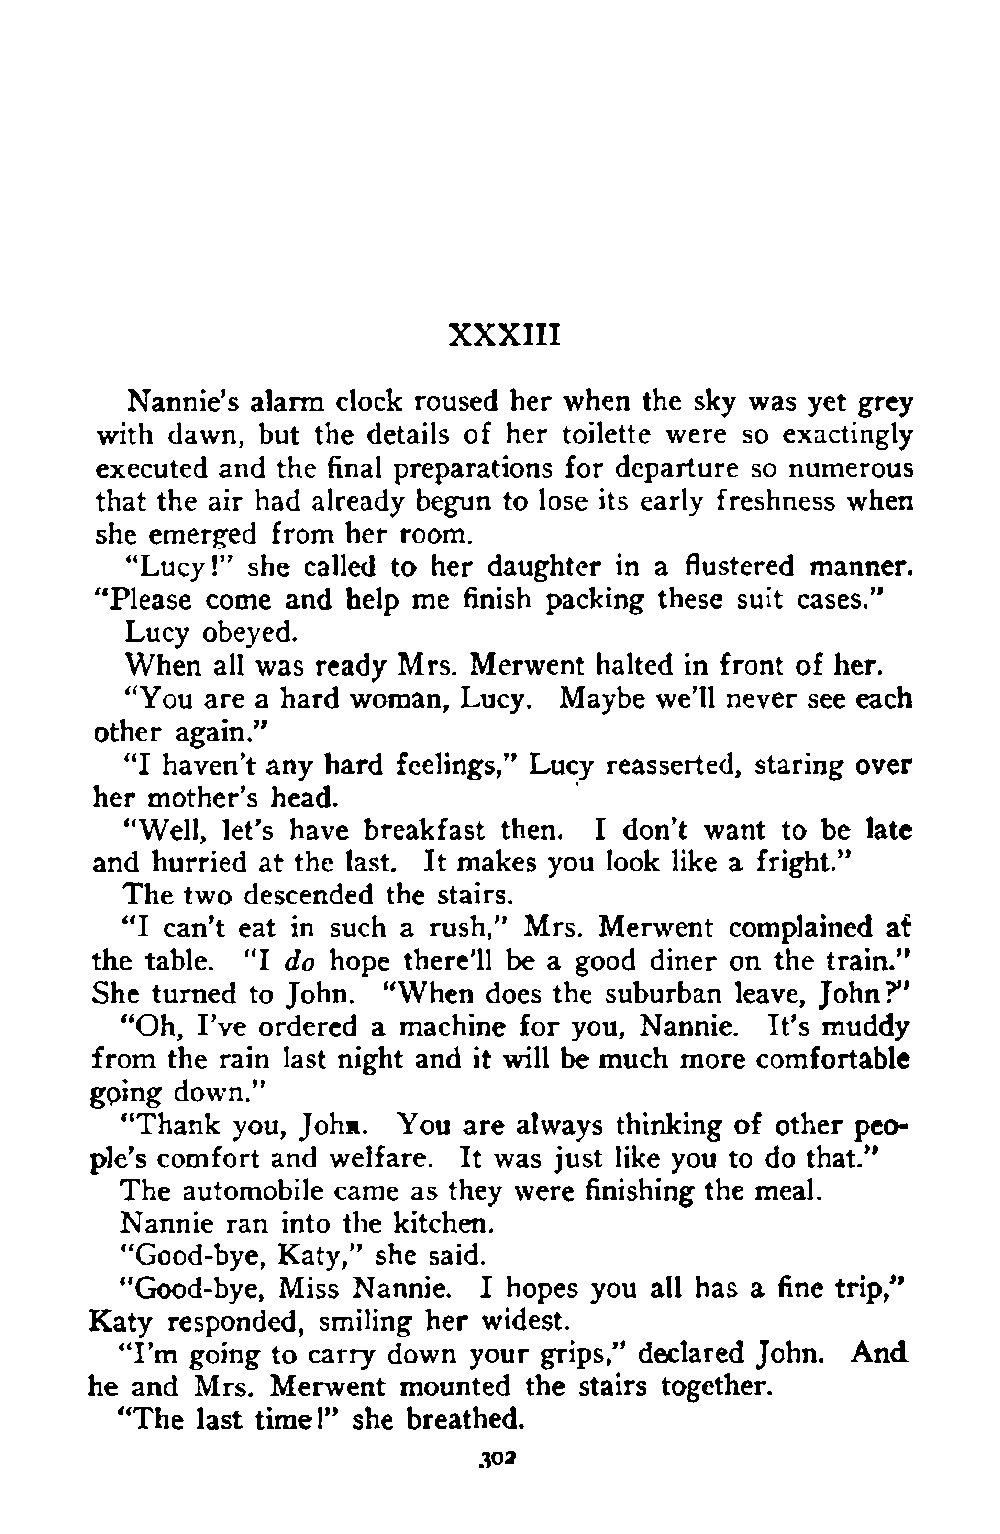 XXXIII
Nannie's alarm clock roused her when the sky was yet grey
with dawn, but the details of her toilette were so exactingly
executed and the final preparations for departure so numerous
that the air had already begun to lose its early freshness when
she emerged from her room.
"Lucy!" she called to her daughter in a flustered manner.
"Please come and help me finish packing these suit cases."
Lucy obeyed.
When all was ready Mrs. Merwent halted in front of her.
"You are a hard woman, Lucy. Maybe we'll never see each
other again."
"I haven't any hard feelings," Lucy reasserted, staring over
her mother's head.
"Well, let's have breakfast then. I don't want to be late
and hurried at the last. It makes you look like a fright."
The two descended the stairs.
"I can't eat in such a rush," Mrs. Merwent complained at
the table. "I do hope there'll be a good diner on the train."
She turned to John. "When does the suburban leave, John?"
"Oh, I've ordered a machine for you, Nannie. It's muddy
from the rain last night and it will be much more comfortable
going down."
"Thank you, John. You are always thinking of other peo-
ple's comfort and welfare. It was just like you to do that."
The automobile came as they were finishing the meal.
Nannie ran into the kitchen.
"Good-bye, Katy," she said.
"Good-bye, Miss Nannie. I hopes you all has a fine trip,"
Katy responded, smiling her widest.
"I'm going to carry down your grips," declared John. And
he and Mrs. Merwent mounted the stairs together.
"The last time!" she breathed.
302